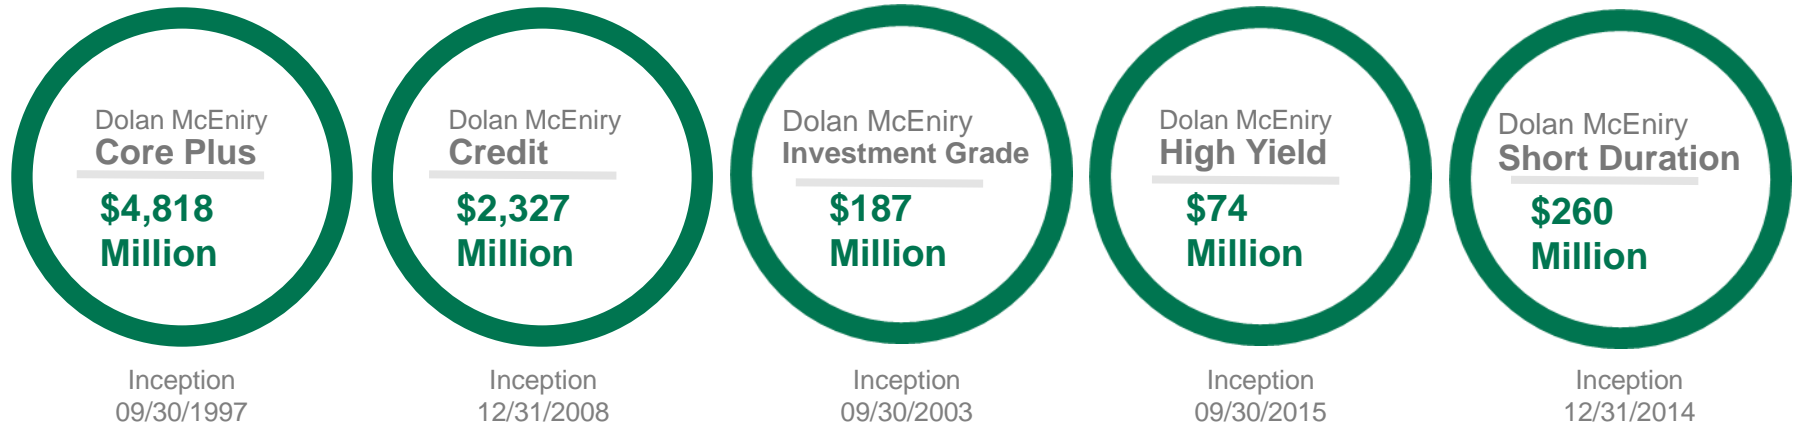 Dolan McEniry
Core Plus
$4,818
Million
Inception
09/30/1997
Dolan McEniry
Credit
$2,327
Million
Inception
12/31/2008
Dolan McEniry
Investment Grade
$187
Million
Inception
09/30/2003
Dolan McEniry
High Yield
$74
Million
Inception
09/30/2015
Dolan McEniry
Short Duration
$260
Million
Inception
12/31/2014